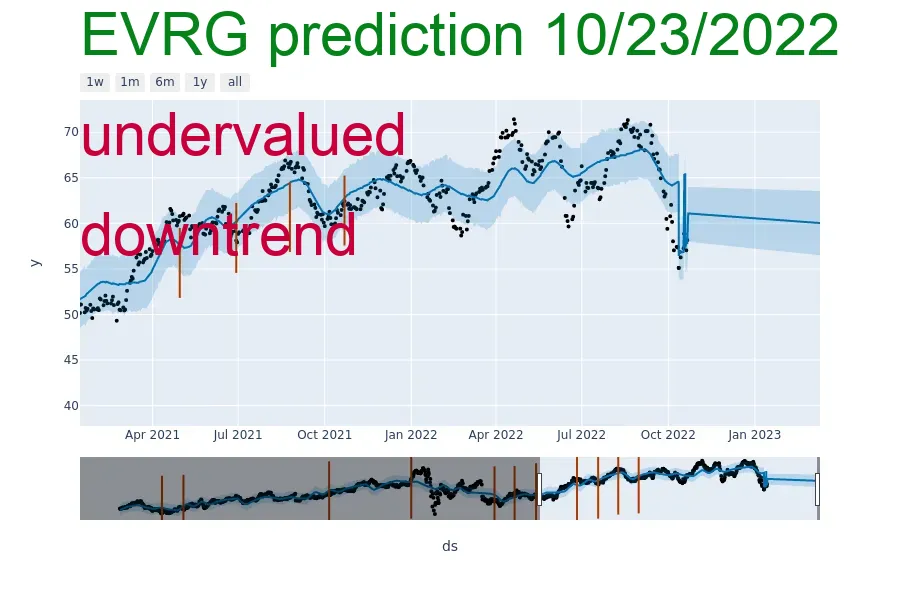 EVRG prediction 10/23/2022
1w 1m 6m 1y all
undervalued
downtrend
70
65
60
55
50
45
40
y
Apr 2021 Jul 2021 Oct 2021 Jan 2022 Apr 2022 Jul 2022 Oct 2022 Jan 2023
ds